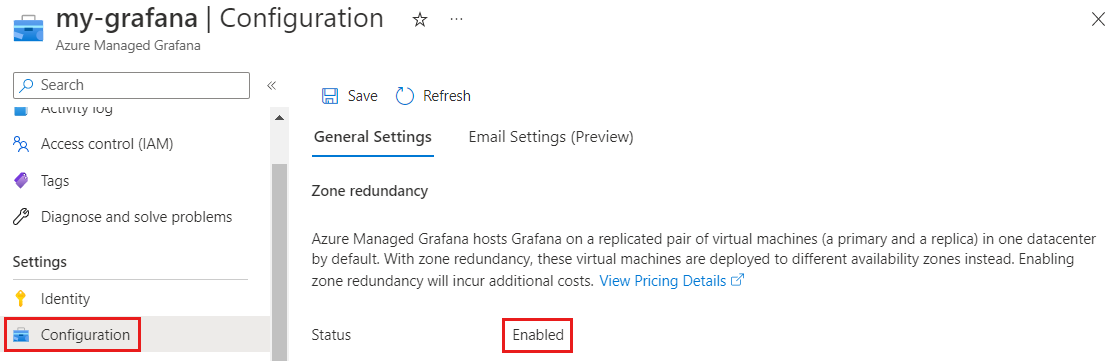 my-grafana | Configuration
Azure Managed Grafana
Search
Activity log
Access control (IAM)
Tags
Diagnose and solve problems
Settings
Identity
Configuration
Save Refresh
General Settings Email Settings (Preview)
Zone redundancy
Azure Managed Grafana hosts Grafana on a replicated pair of virtual machines (a primary and a replica) in one datacenter
by default. With zone redundancy, these virtual machines are deployed to different availability zones instead. Enabling
zone redundancy will incur additional costs. View Pricing Details
Status Enabled